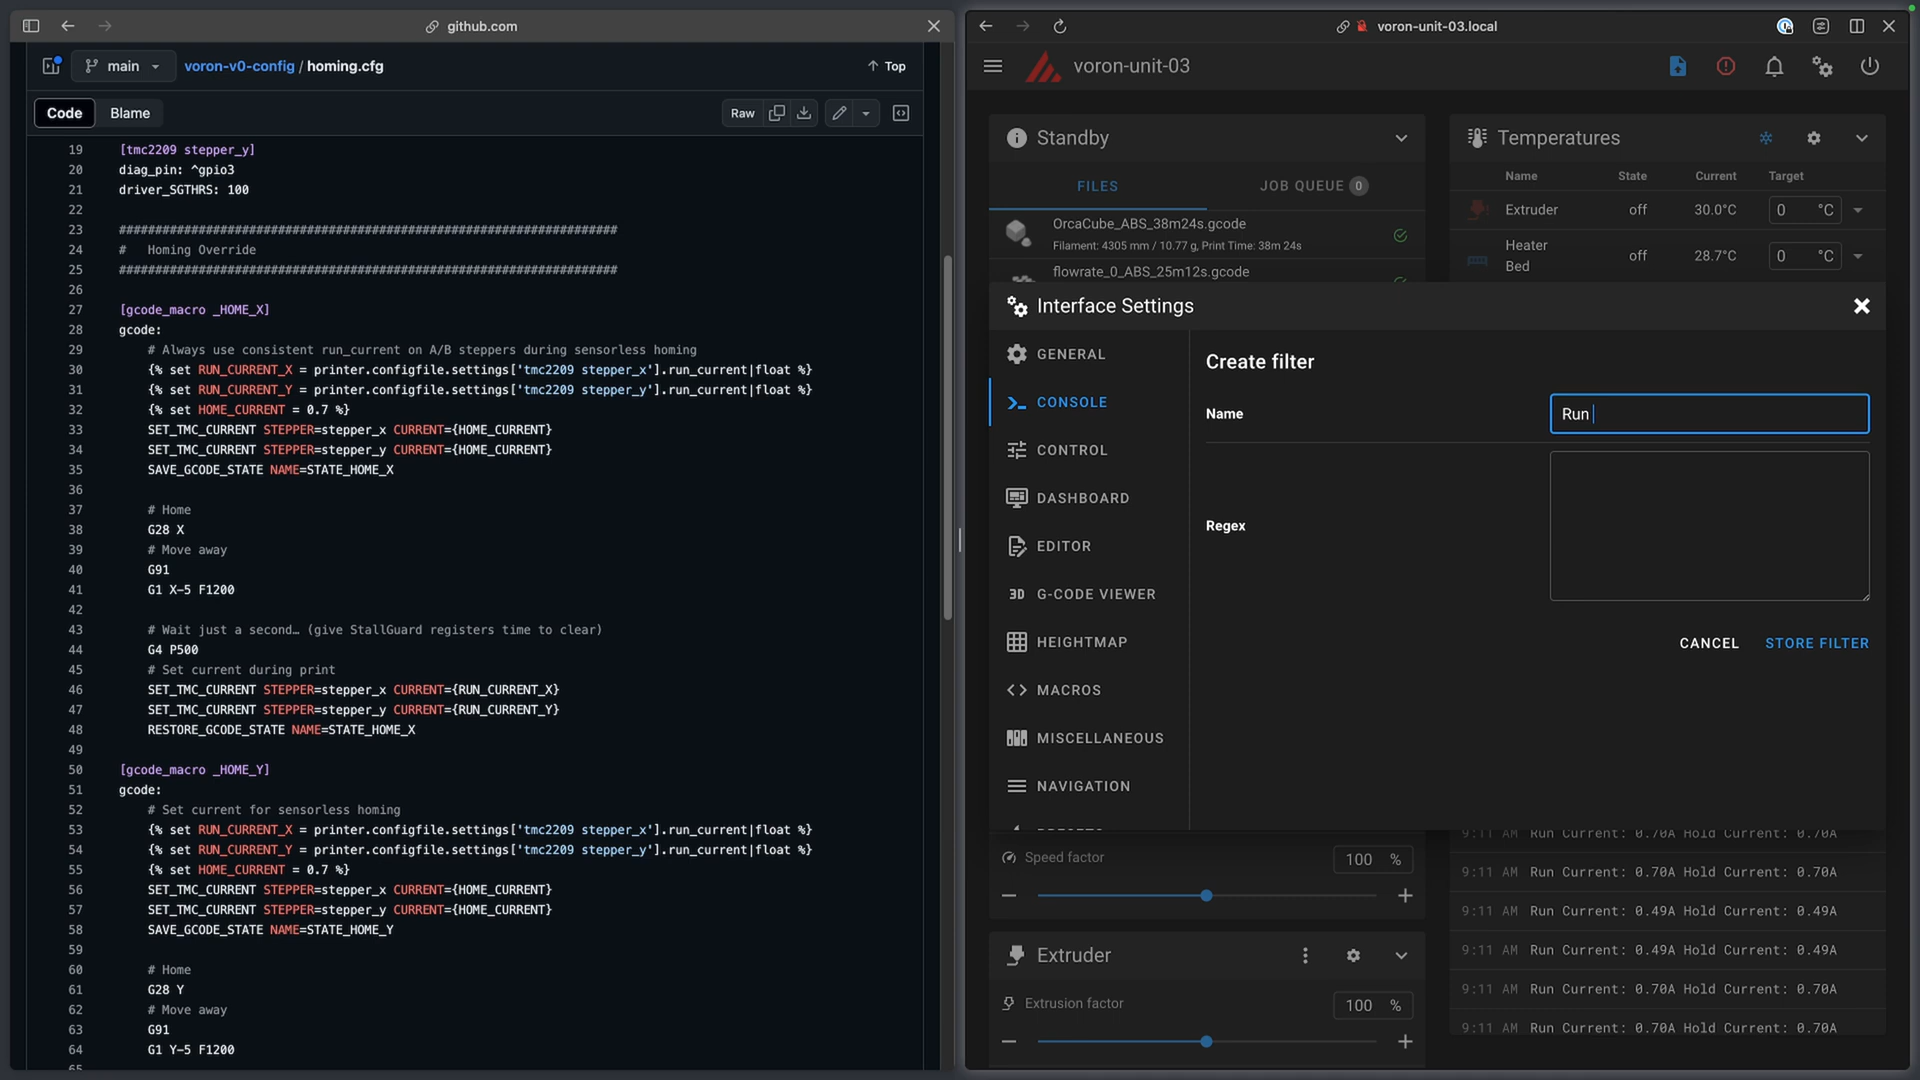 github.com
main
voron-v0-config / homing.cfg
↑ Top
Code
Blame
Raw
19 [tmc2209 stepper_y]
20 diag_pin: ^gpio3
21 driver_SGTHRS: 100
22
23 #####################################################################
24 #   Homing Override
25 #####################################################################
26
27 [gcode_macro _HOME_X]
28 gcode:
29     # Always use consistent run_current on A/B steppers during sensorless homing
30     {% set RUN_CURRENT_X = printer.configfile.settings['tmc2209 stepper_x'].run_current|float %}
31     {% set RUN_CURRENT_Y = printer.configfile.settings['tmc2209 stepper_y'].run_current|float %}
32     {% set HOME_CURRENT = 0.7 %}
33     SET_TMC_CURRENT STEPPER=stepper_x CURRENT={HOME_CURRENT}
34     SET_TMC_CURRENT STEPPER=stepper_y CURRENT={HOME_CURRENT}
35     SAVE_GCODE_STATE NAME=STATE_HOME_X
36
37     # Home
38     G28 X
39     # Move away
40     G91
41     G1 X-5 F1200
42
43     # Wait just a second… (give StallGuard registers time to clear)
44     G4 P500
45     # Set current during print
46     SET_TMC_CURRENT STEPPER=stepper_x CURRENT={RUN_CURRENT_X}
47     SET_TMC_CURRENT STEPPER=stepper_y CURRENT={RUN_CURRENT_Y}
48     RESTORE_GCODE_STATE NAME=STATE_HOME_X
49
50 [gcode_macro _HOME_Y]
51 gcode:
52     # Set current for sensorless homing
53     {% set RUN_CURRENT_X = printer.configfile.settings['tmc2209 stepper_x'].run_current|float %}
54     {% set RUN_CURRENT_Y = printer.configfile.settings['tmc2209 stepper_y'].run_current|float %}
55     {% set HOME_CURRENT = 0.7 %}
56     SET_TMC_CURRENT STEPPER=stepper_x CURRENT={HOME_CURRENT}
57     SET_TMC_CURRENT STEPPER=stepper_y CURRENT={HOME_CURRENT}
58     SAVE_GCODE_STATE NAME=STATE_HOME_Y
59
60     # Home
61     G28 Y
62     # Move away
63     G91
64     G1 Y-5 F1200
65
voron-unit-03.local
voron-unit-03
Standby
FILES
JOB QUEUE 0
OrcaCube_ABS_38m24s.gcode
Filament: 4305 mm / 10.77 g, Print Time: 38m 24s
flowrate_0_ABS_25m12s.gcode
Temperatures
Name State Current Target
Extruder off 30.0°C 0 °C
Heater Bed off 28.7°C 0 °C
Interface Settings
GENERAL
CONSOLE
CONTROL
DASHBOARD
EDITOR
3D G-CODE VIEWER
HEIGHTMAP
MACROS
MISCELLANEOUS
NAVIGATION
PRESETS
Create filter
Name
Run
Regex
CANCEL
STORE FILTER
Speed factor
100 %
Extruder
Extrusion factor
100 %
9:11 AM Run Current: 0.70A Hold Current: 0.70A
9:11 AM Run Current: 0.70A Hold Current: 0.70A
9:11 AM Run Current: 0.49A Hold Current: 0.49A
9:11 AM Run Current: 0.49A Hold Current: 0.49A
9:11 AM Run Current: 0.70A Hold Current: 0.70A
9:11 AM Run Current: 0.70A Hold Current: 0.70A